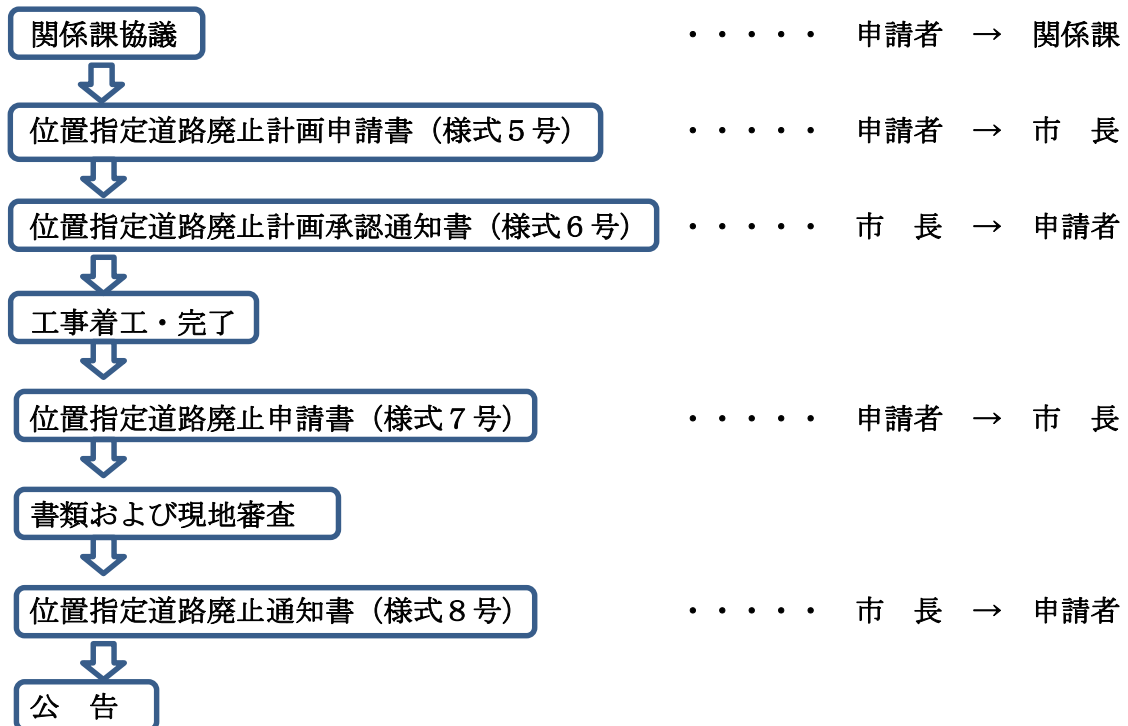 関係課協議　・・・・・　申請者　→　関係課
位置指定道路廃止計画申請書（様式５号）　・・・・・　申請者　→　市　長
位置指定道路廃止計画承認通知書（様式６号）　・・・・・　市　長　→　申請者
工事着工・完了
位置指定道路廃止申請書（様式７号）　・・・・・　申請者　→　市　長
書類および現地審査
位置指定道路廃止通知書（様式８号）　・・・・・　市　長　→　申請者
公　告